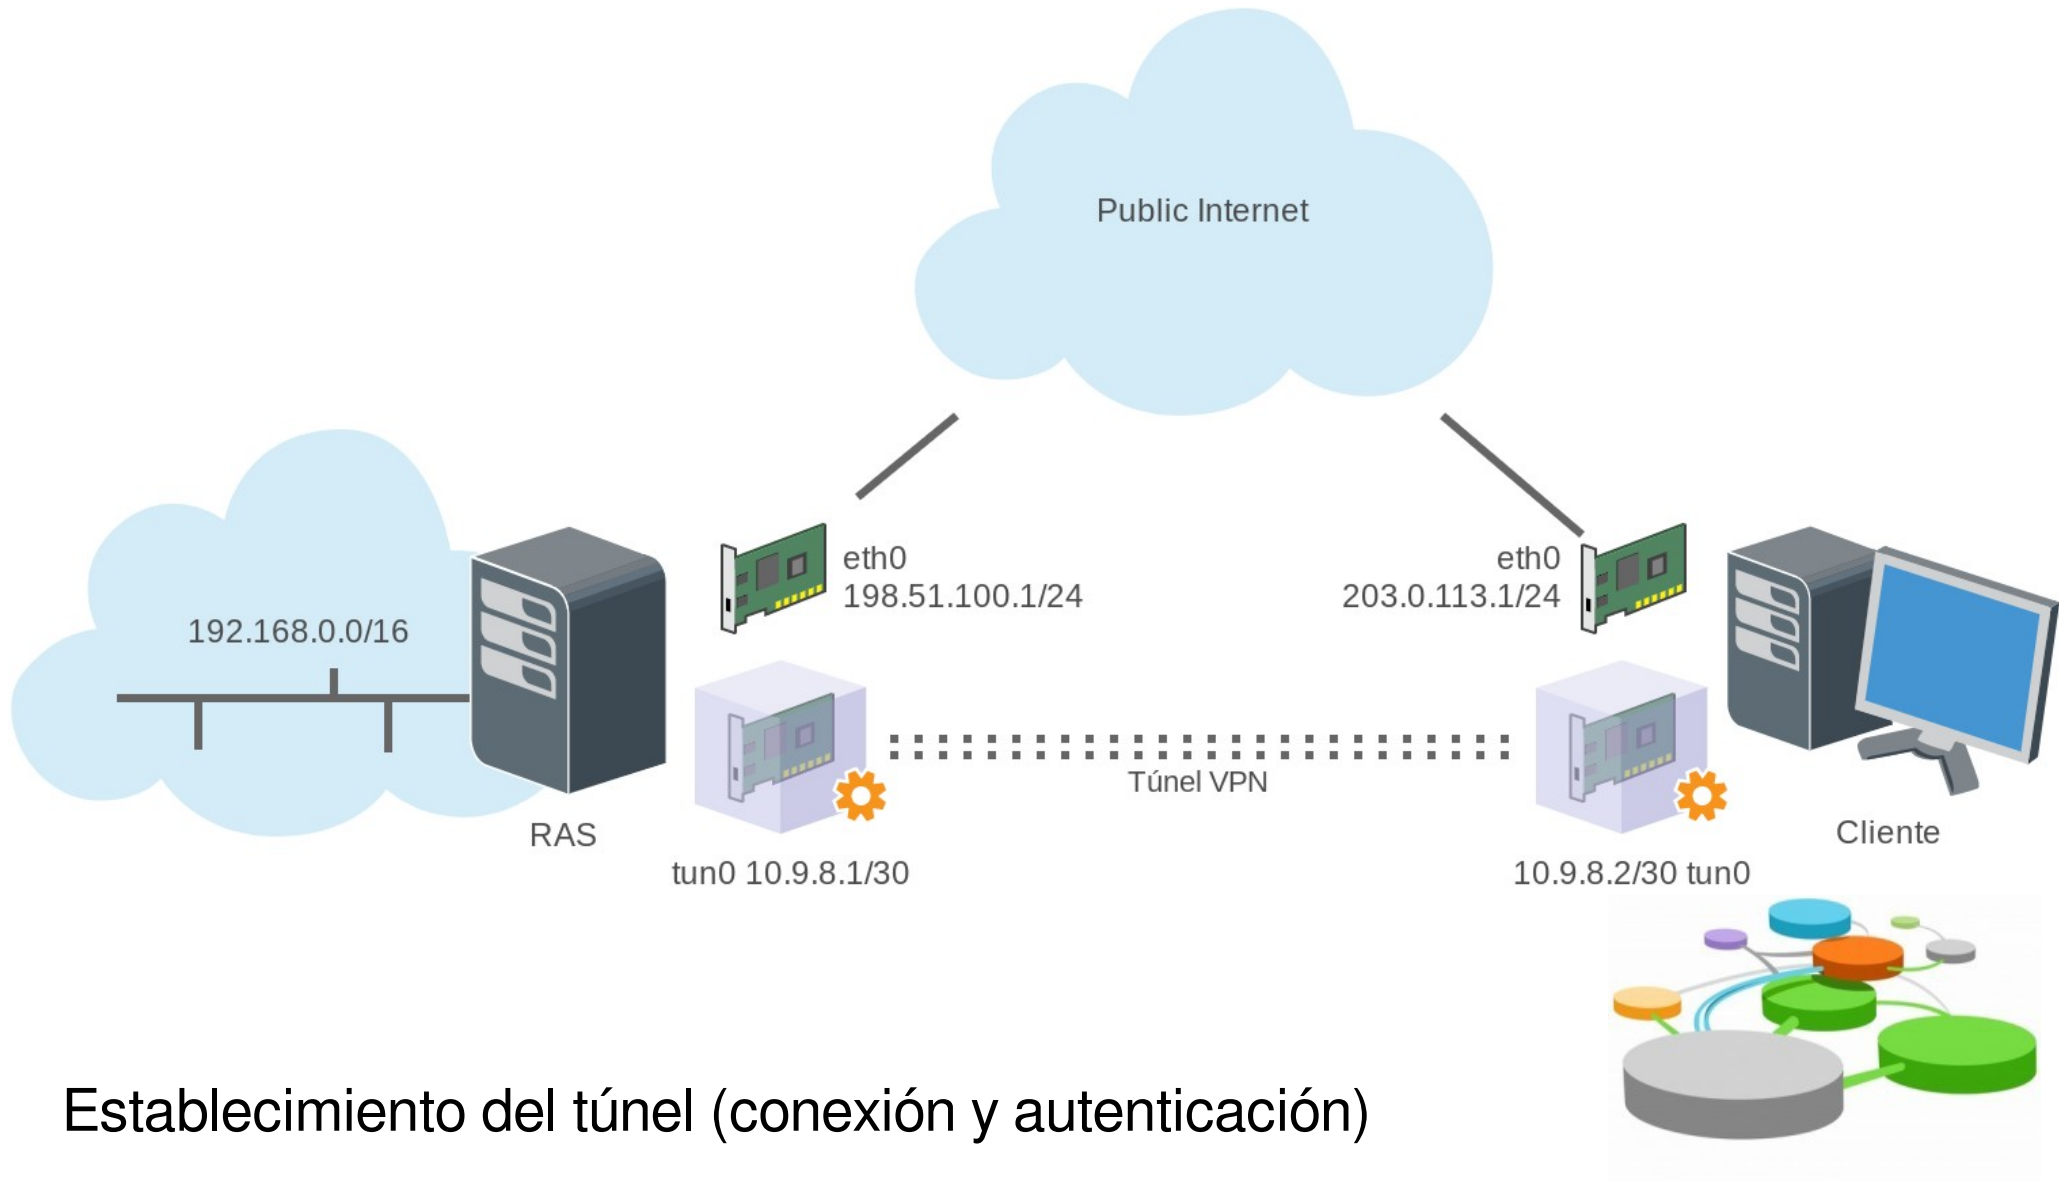 Public Internet
eth0
198.51.100.1/24
eth0
203.0.113.1/24
192.168.0.0/16
Túnel VPN
RAS
Cliente
tun0 10.9.8.1/30
10.9.8.2/30 tun0
Establecimiento del túnel (conexión y autenticación)